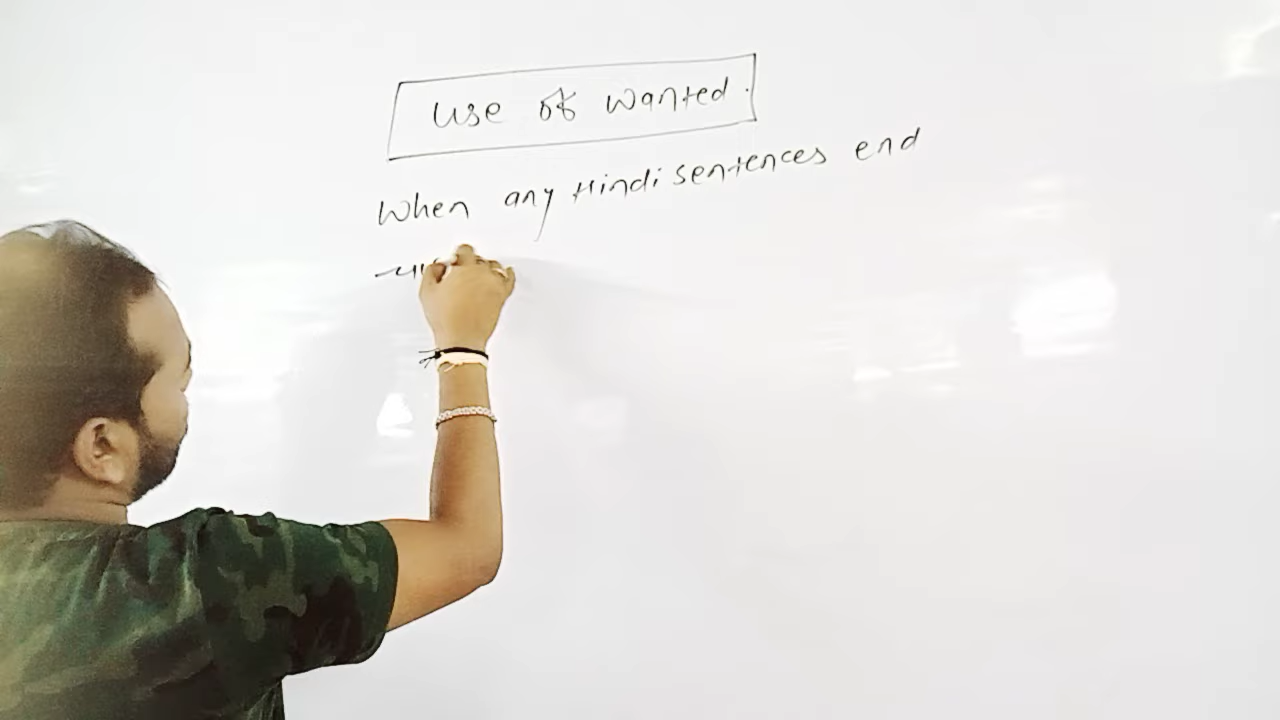 Use of Wanted.
When any Hindi sentences end